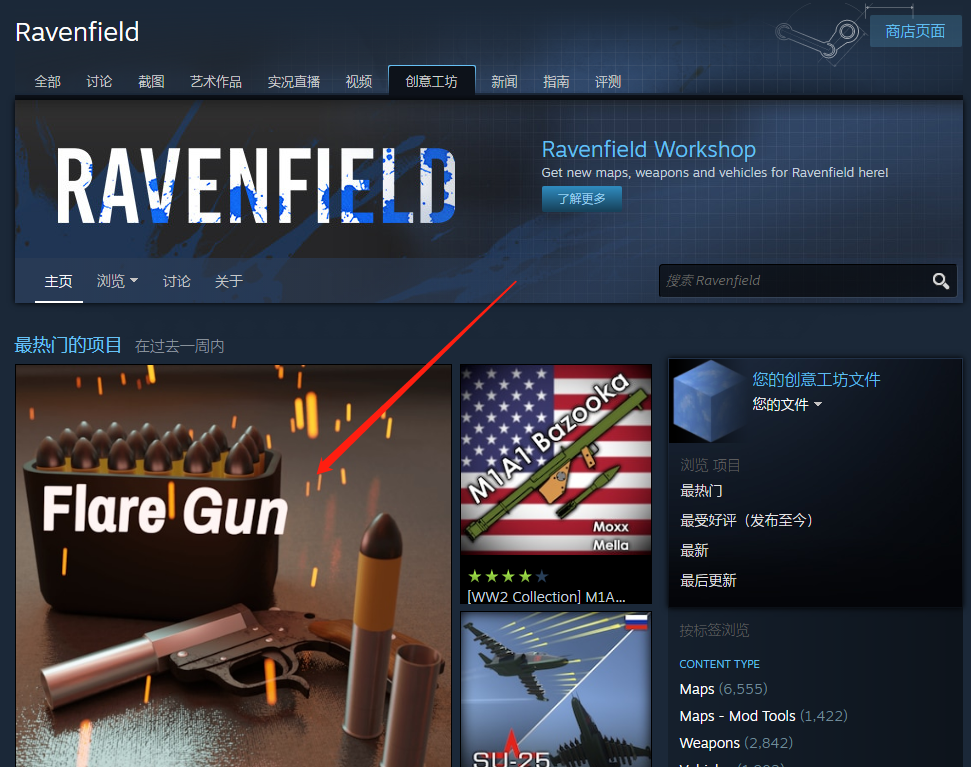 Ravenfield
商店页面
全部 讨论 截图 艺术作品 实况直播 视频 创意工坊 新闻 指南 评测
RAVENFIELD
Ravenfield Workshop
Get new maps, weapons and vehicles for Ravenfield here!
了解更多
主页 浏览 讨论 关于
搜索 Ravenfield
最热门的项目 在过去一周内
Flare Gun
M1A1 Bazooka
Moxx
Mella
[WW2 Collection] M1A...
SU-25
您的创意工坊文件
您的文件
浏览 项目
最热门
最受好评（发布至今）
最新
最后更新
按标签浏览
CONTENT TYPE
Maps (6,555)
Maps - Mod Tools (1,422)
Weapons (2,842)